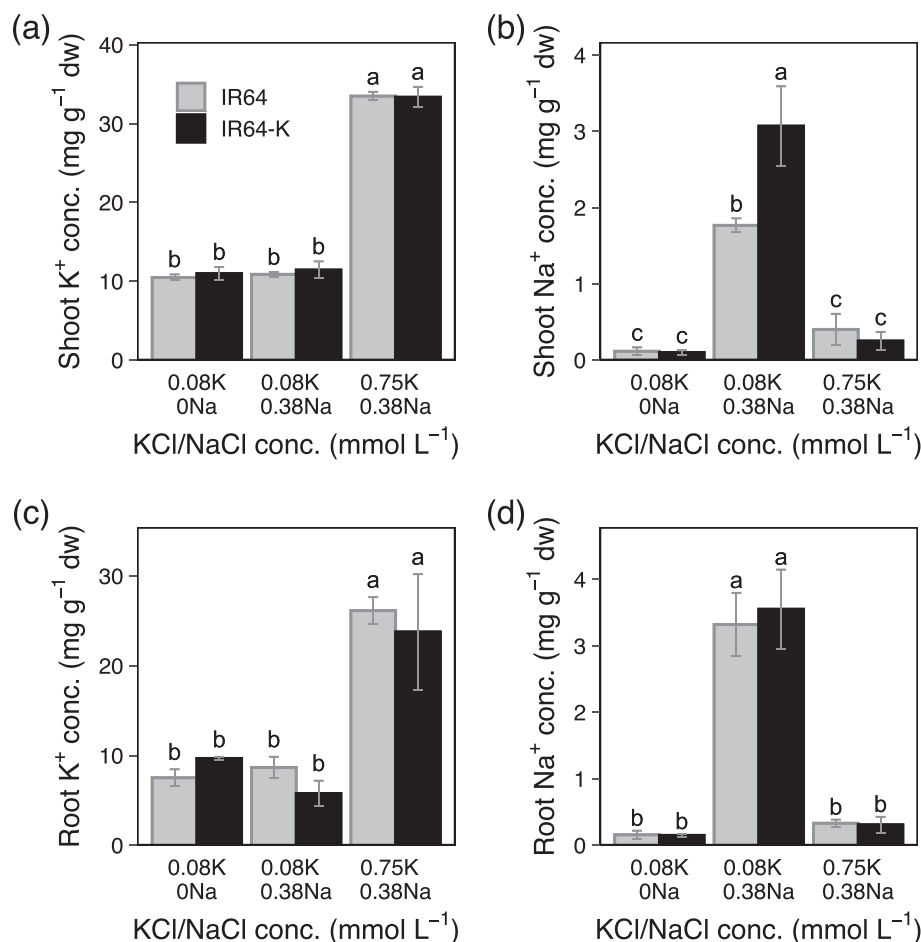 (a)
Shoot K⁺ conc. (mg g⁻¹ dw)
40
30
20
10
0
IR64
IR64-K
b b b b a a
0.08K 0.08K 0.75K
0Na 0.38Na 0.38Na
KCl/NaCl conc. (mmol L⁻¹)
(b)
Shoot Na⁺ conc. (mg g⁻¹ dw)
4
3
2
1
0
c c b a c c
0.08K 0.08K 0.75K
0Na 0.38Na 0.38Na
KCl/NaCl conc. (mmol L⁻¹)
(c)
Root K⁺ conc. (mg g⁻¹ dw)
30
20
10
0
b b b b a a
0.08K 0.08K 0.75K
0Na 0.38Na 0.38Na
KCl/NaCl conc. (mmol L⁻¹)
(d)
Root Na⁺ conc. (mg g⁻¹ dw)
4
3
2
1
0
b b a a b b
0.08K 0.08K 0.75K
0Na 0.38Na 0.38Na
KCl/NaCl conc. (mmol L⁻¹)